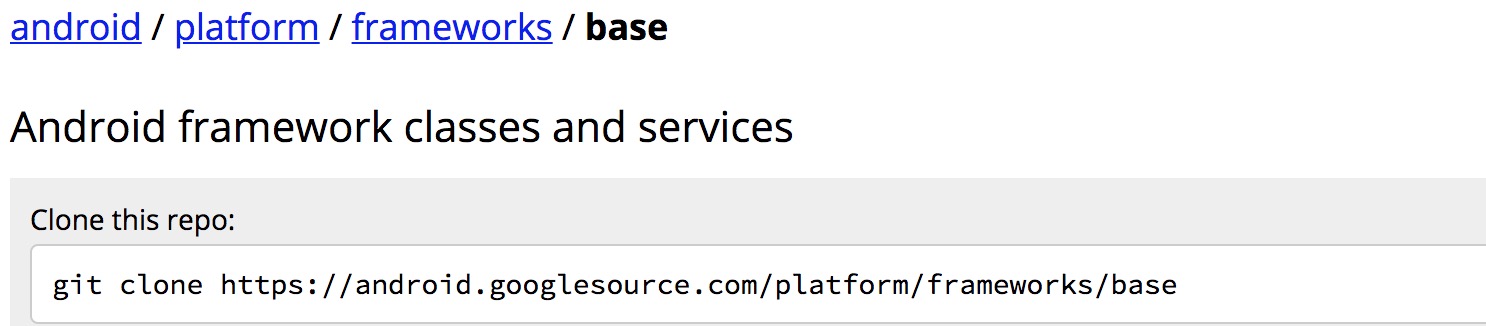 android / platform / frameworks / base
Android framework classes and services
Clone this repo:
git clone https://android.googlesource.com/platform/frameworks/base